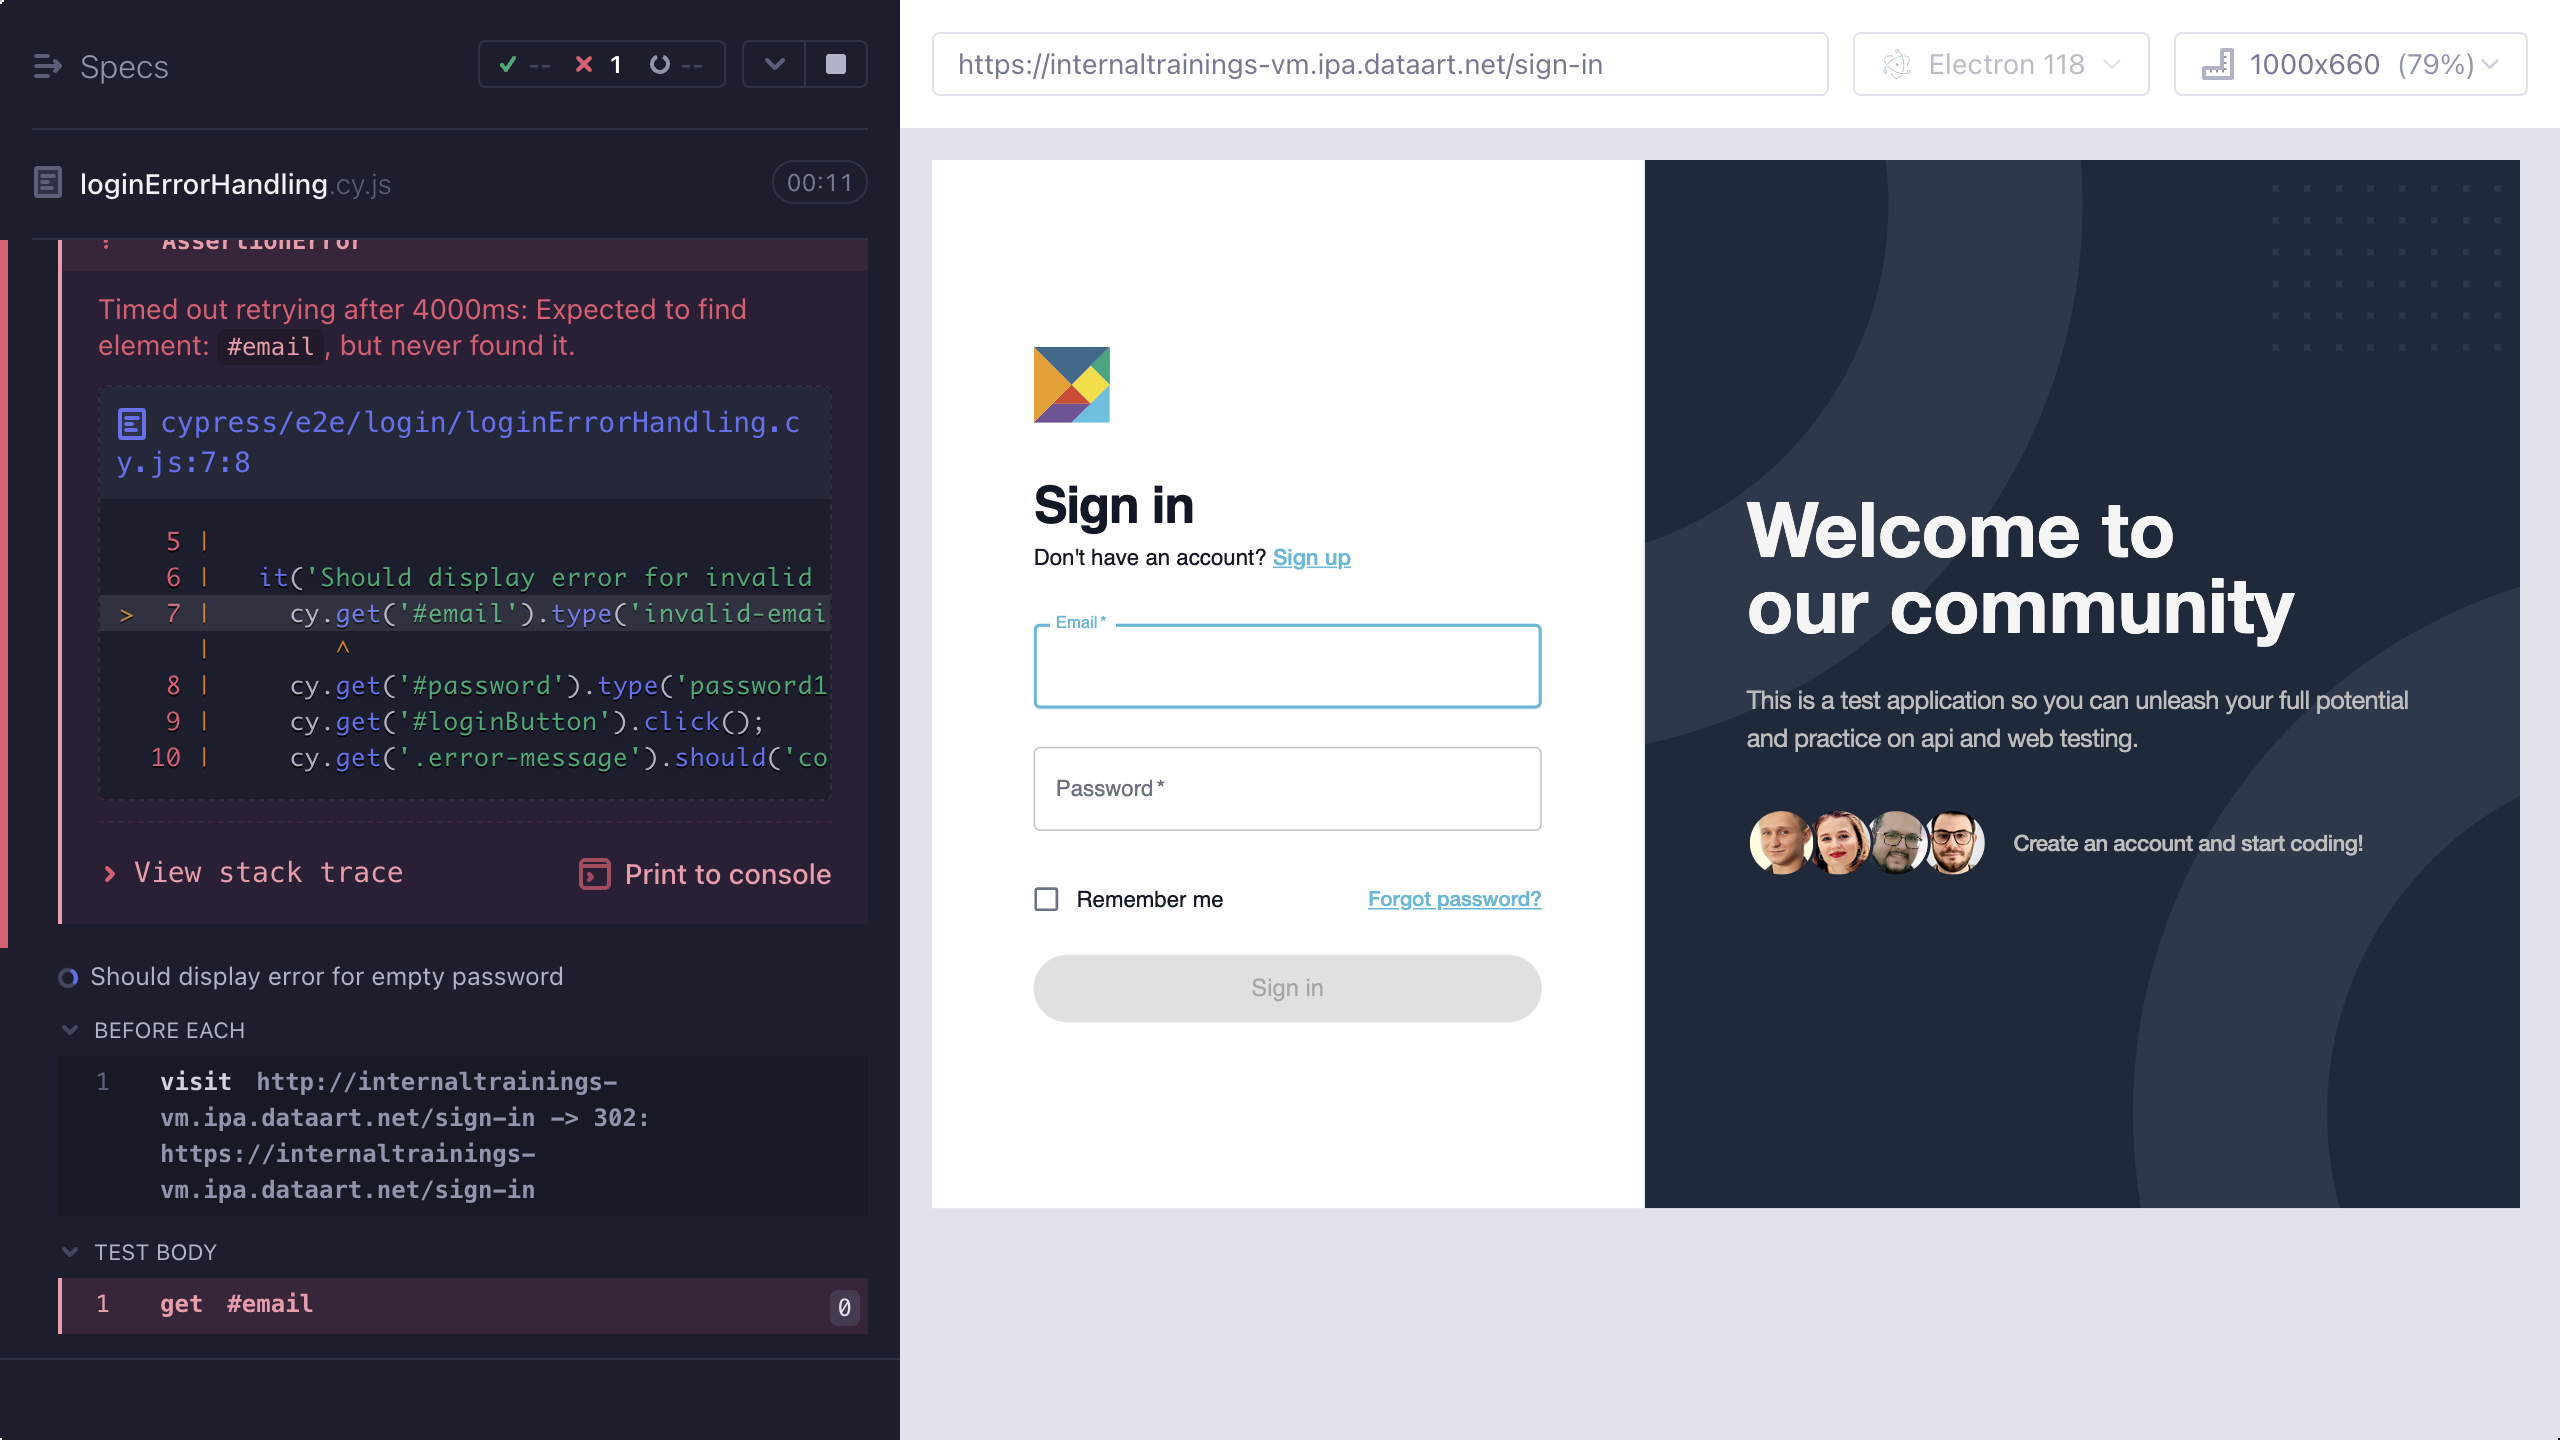 Specs
-- 1 --
loginErrorHandling.cy.js 00:11
! AssertionError
Timed out retrying after 4000ms: Expected to find
element: #email, but never found it.
cypress/e2e/login/loginErrorHandling.c
y.js:7:8
5 |
6 | it('Should display error for invalid
> 7 | cy.get('#email').type('invalid-emai
| ^
8 | cy.get('#password').type('password1
9 | cy.get('#loginButton').click();
10 | cy.get('.error-message').should('co
View stack trace
Print to console
Should display error for empty password
BEFORE EACH
1 visit http://internaltrainings-
vm.ipa.dataart.net/sign-in -> 302:
https://internaltrainings-
vm.ipa.dataart.net/sign-in
TEST BODY
1 get #email 0
https://internaltrainings-vm.ipa.dataart.net/sign-in
Electron 118
1000x660 (79%)
Sign in
Don't have an account? Sign up
Email *
Password *
Remember me
Forgot password?
Sign in
Welcome to
our community
This is a test application so you can unleash your full potential
and practice on api and web testing.
Create an account and start coding!